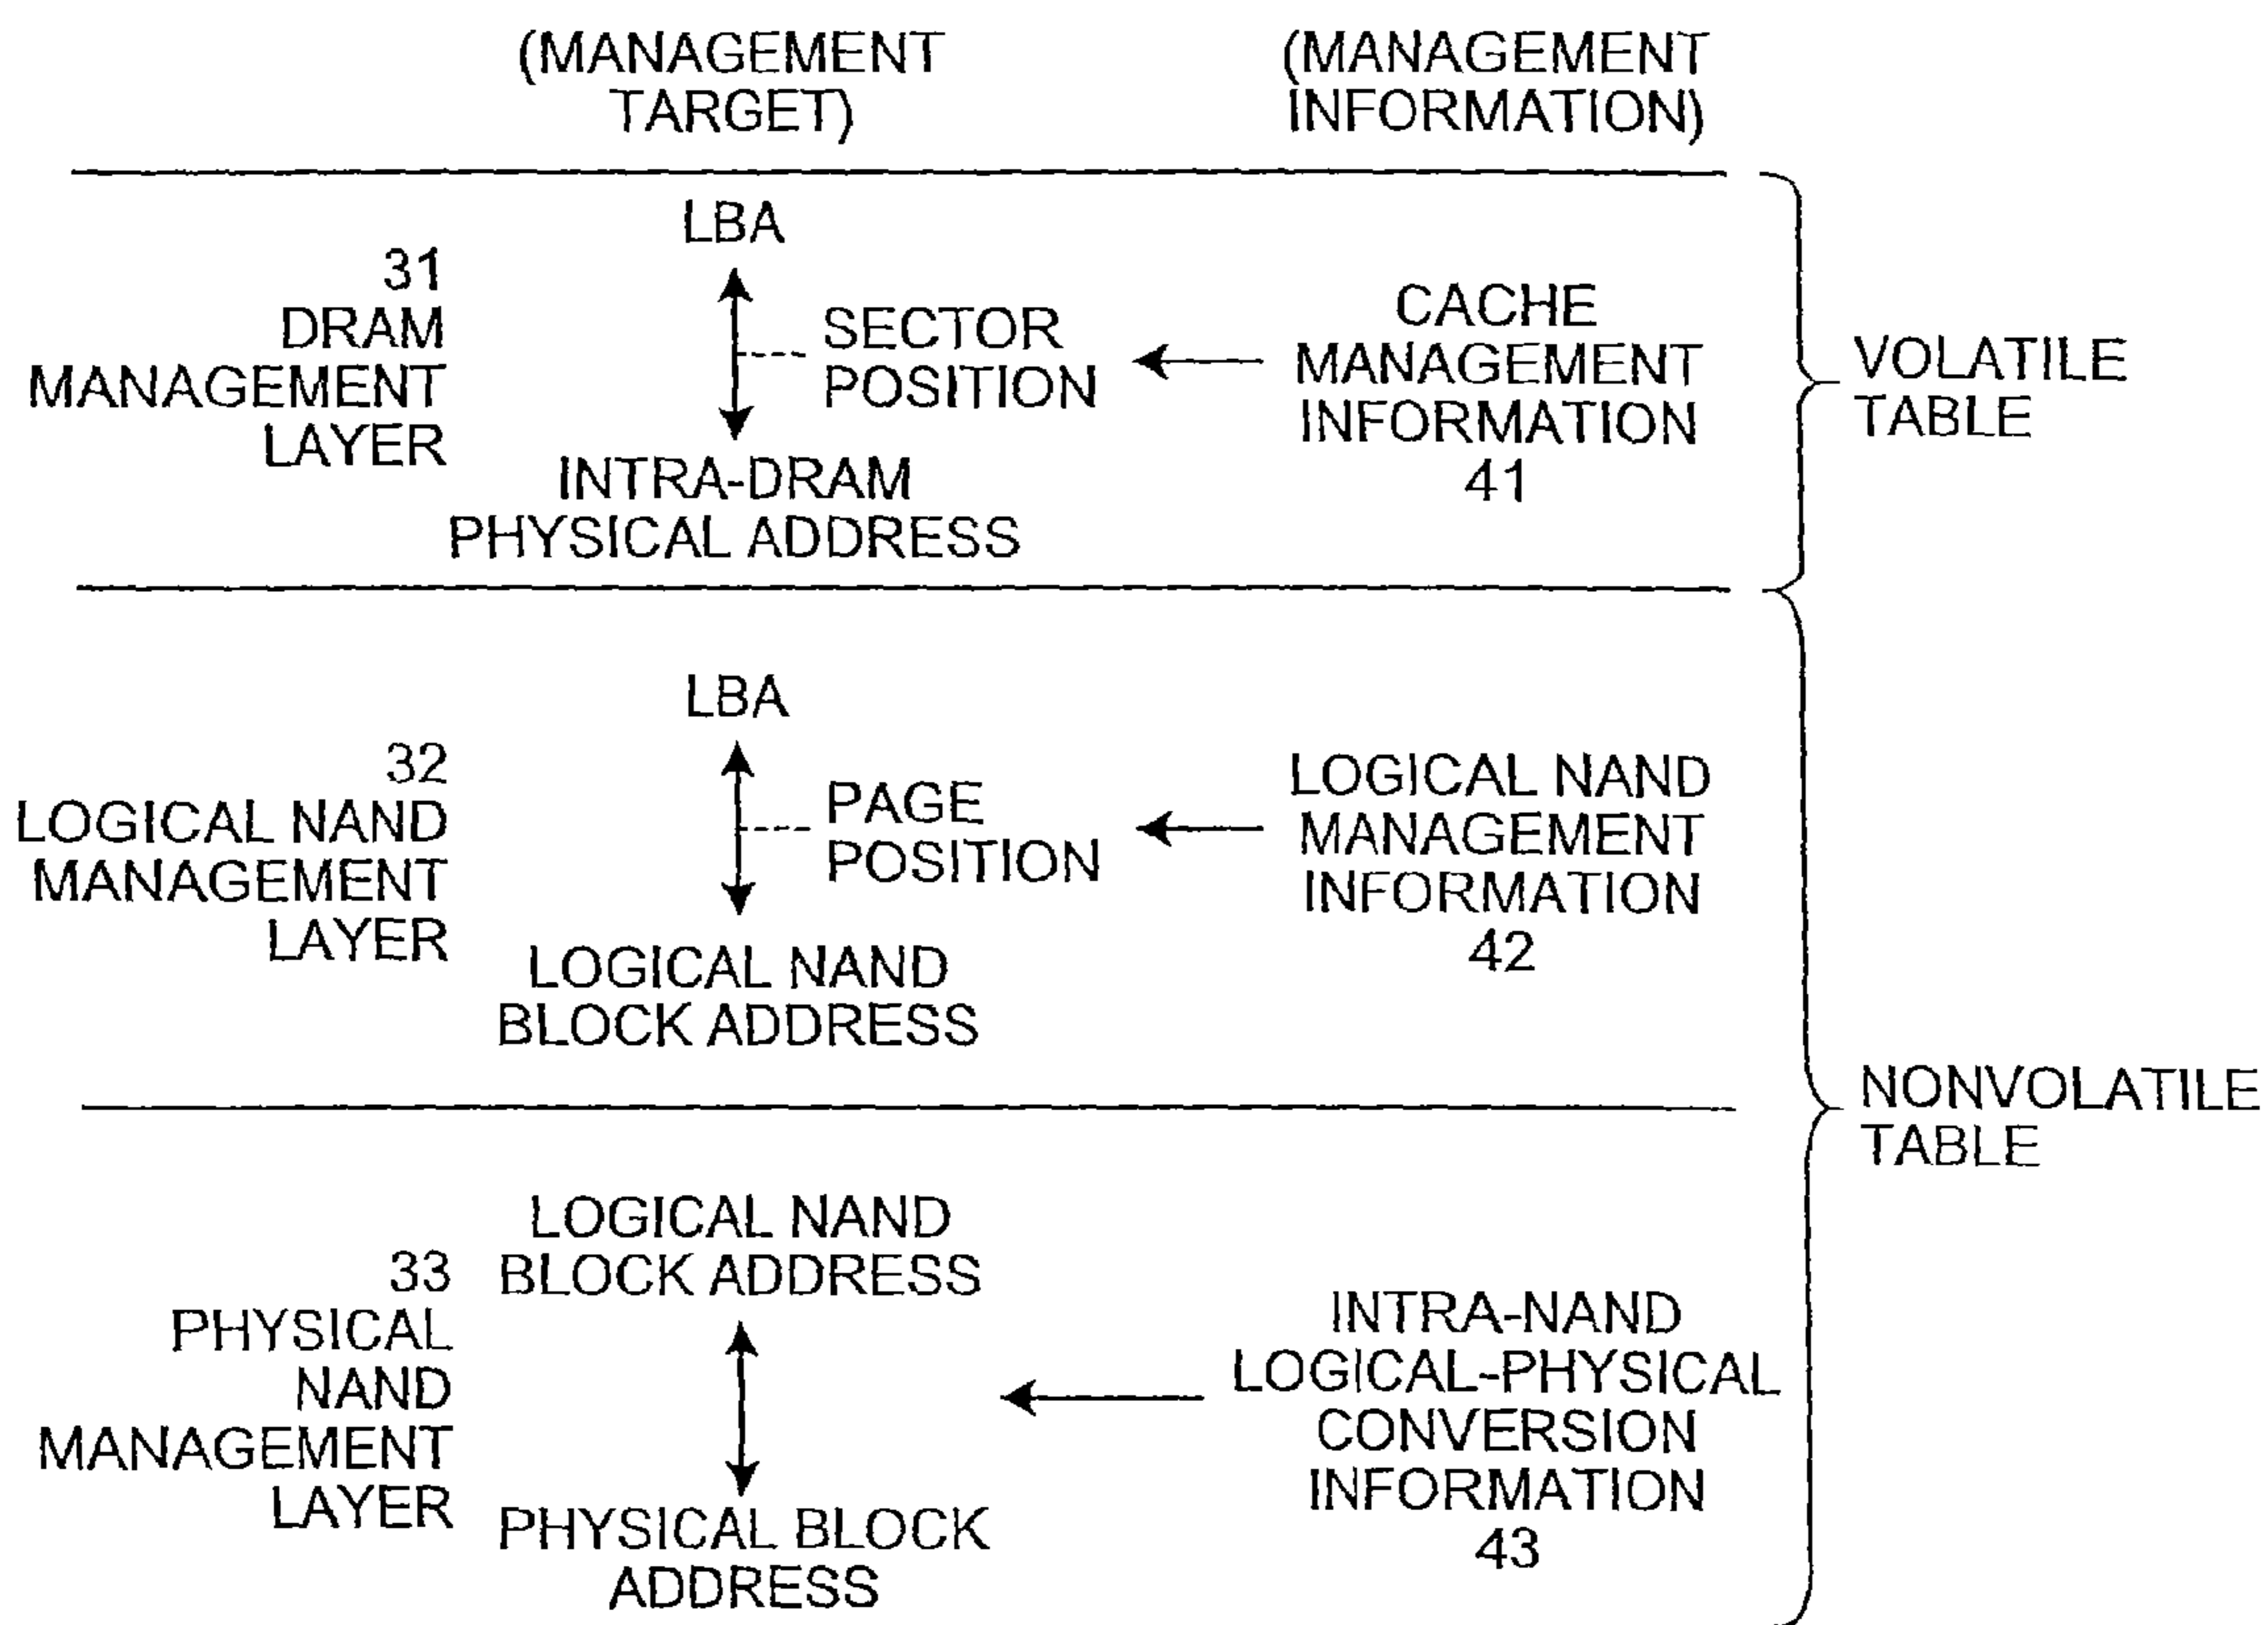 (MANAGEMENT
TARGET)
(MANAGEMENT
INFORMATION)
31
DRAM
MANAGEMENT
LAYER
LBA
SECTOR
POSITION
INTRA-DRAM
PHYSICAL ADDRESS
CACHE
MANAGEMENT
INFORMATION
41
VOLATILE
TABLE
32
LOGICAL NAND
MANAGEMENT
LAYER
LBA
PAGE
POSITION
LOGICAL NAND
BLOCK ADDRESS
LOGICAL NAND
MANAGEMENT
INFORMATION
42
NONVOLATILE
TABLE
33
PHYSICAL
NAND
MANAGEMENT
LAYER
LOGICAL NAND
BLOCK ADDRESS
PHYSICAL BLOCK
ADDRESS
INTRA-NAND
LOGICAL-PHYSICAL
CONVERSION
INFORMATION
43